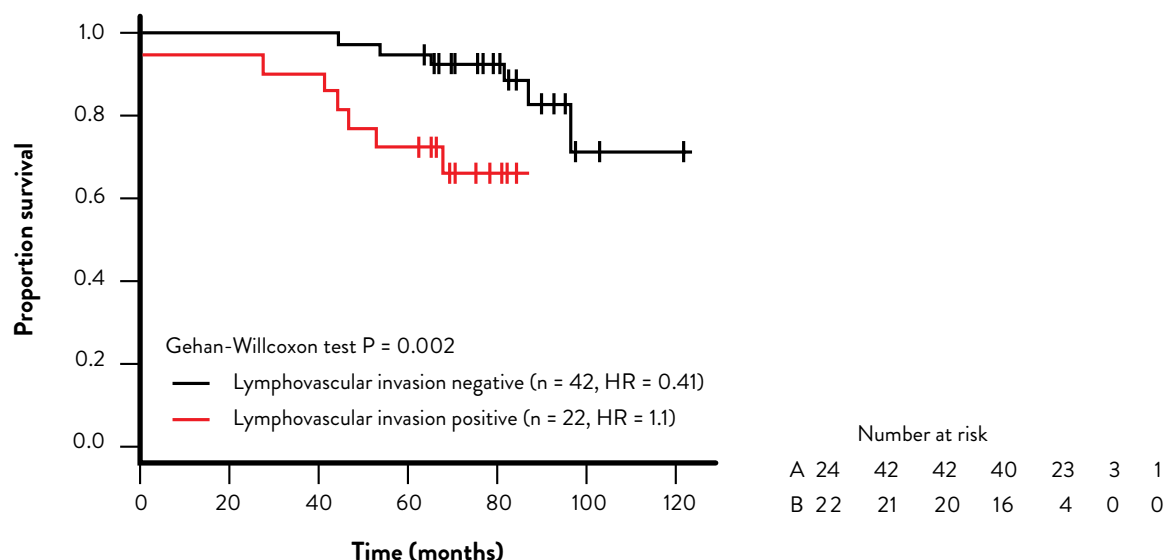 1.0
0.8
0.6
0.4
0.2
0.0
Proportion survival
Gehan-Willcoxon test P = 0.002
Lymphovascular invasion negative (n = 42, HR = 0.41)
Lymphovascular invasion positive (n = 22, HR = 1.1)
0 20 40 60 80 100 120
Time (months)
Number at risk
A 24 42 42 40 23 3 1
B 22 21 20 16 4 0 0